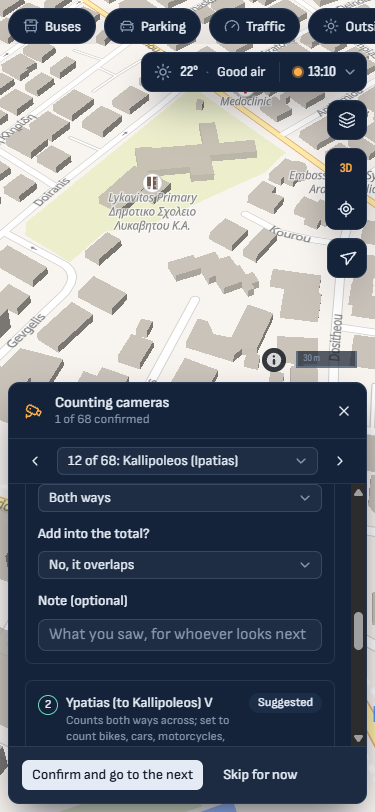 Buses
Parking
Traffic
22° · Good air
13:10
Medoclinic
3D
Doiranis
Lykavitos Primary
Δημοτικο Σχολειο
Λυκαβητου Κ.Α.
Kourou
Gevgelis
Dositheou
30 m
Counting cameras
1 of 68 confirmed
12 of 68: Kallipoleos (Ipatias)
Both ways
Add into the total?
No, it overlaps
Note (optional)
What you saw, for whoever looks next
2
Ypatias (to Kallipoleos) V
Suggested
Counts both ways across; set to
count bikes, cars, motorcycles,
Confirm and go to the next
Skip for now